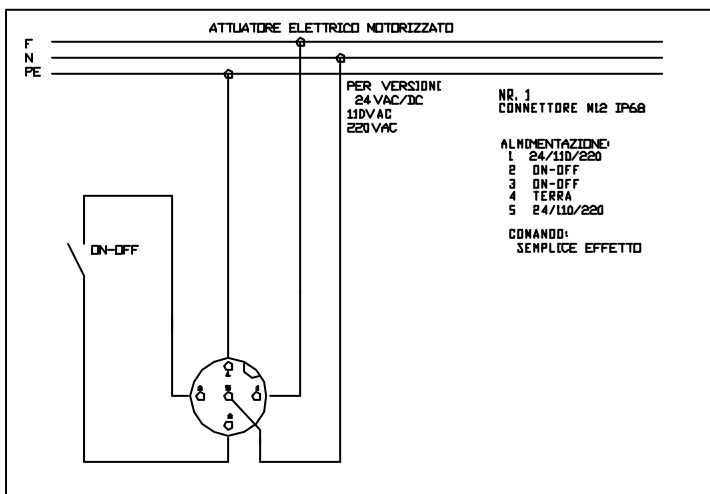 ATTUATORE ELETTRICO MOTORIZZATO
F
N
PE
PER VERSIONI
24 VAC/DC
110VAC
220VAC
NR. 1
CONNETTORE M12 IP68
ALIMENTAZIONE:
1 24/110/220
2 ON-OFF
3 ON-OFF
4 TERRA
5 24/110/220
COMANDO:
SEMPLICE EFFETTO
ON-OFF
5